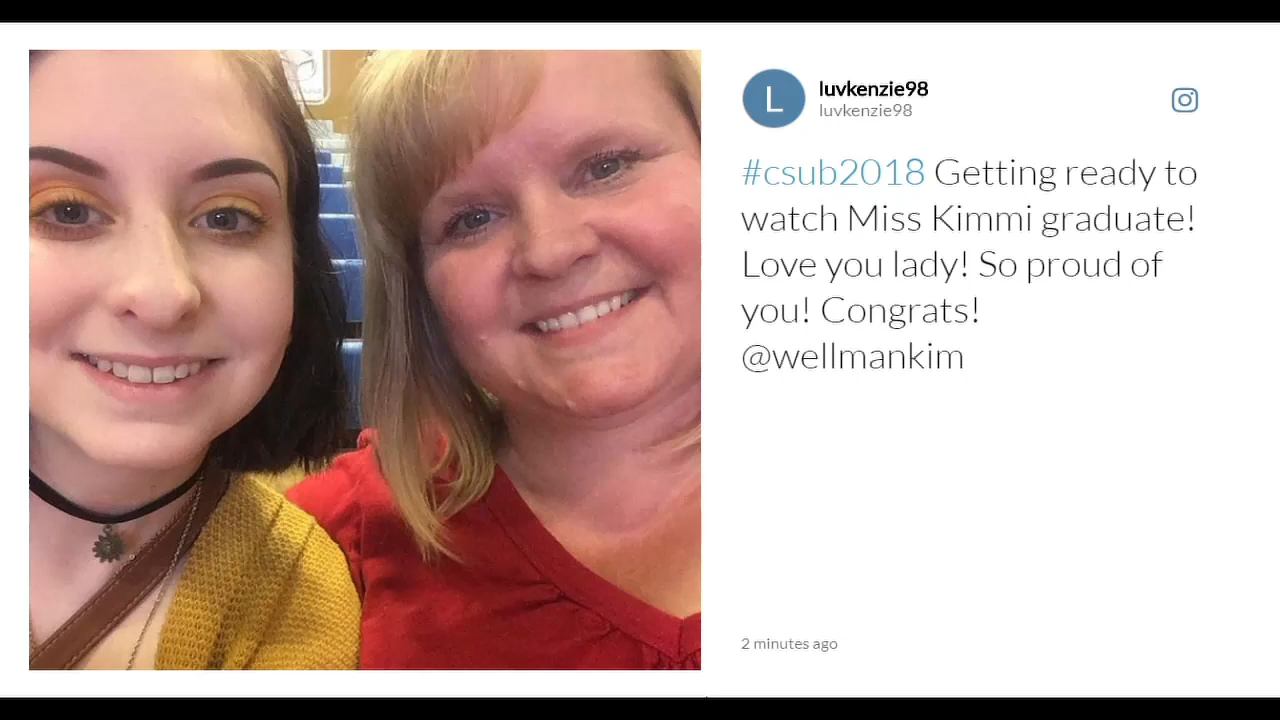 L
luvkenzie98
luvkenzie98
#csub2018 Getting ready to
watch Miss Kimmi graduate!
Love you lady! So proud of
you! Congrats!
@wellmankim
2 minutes ago